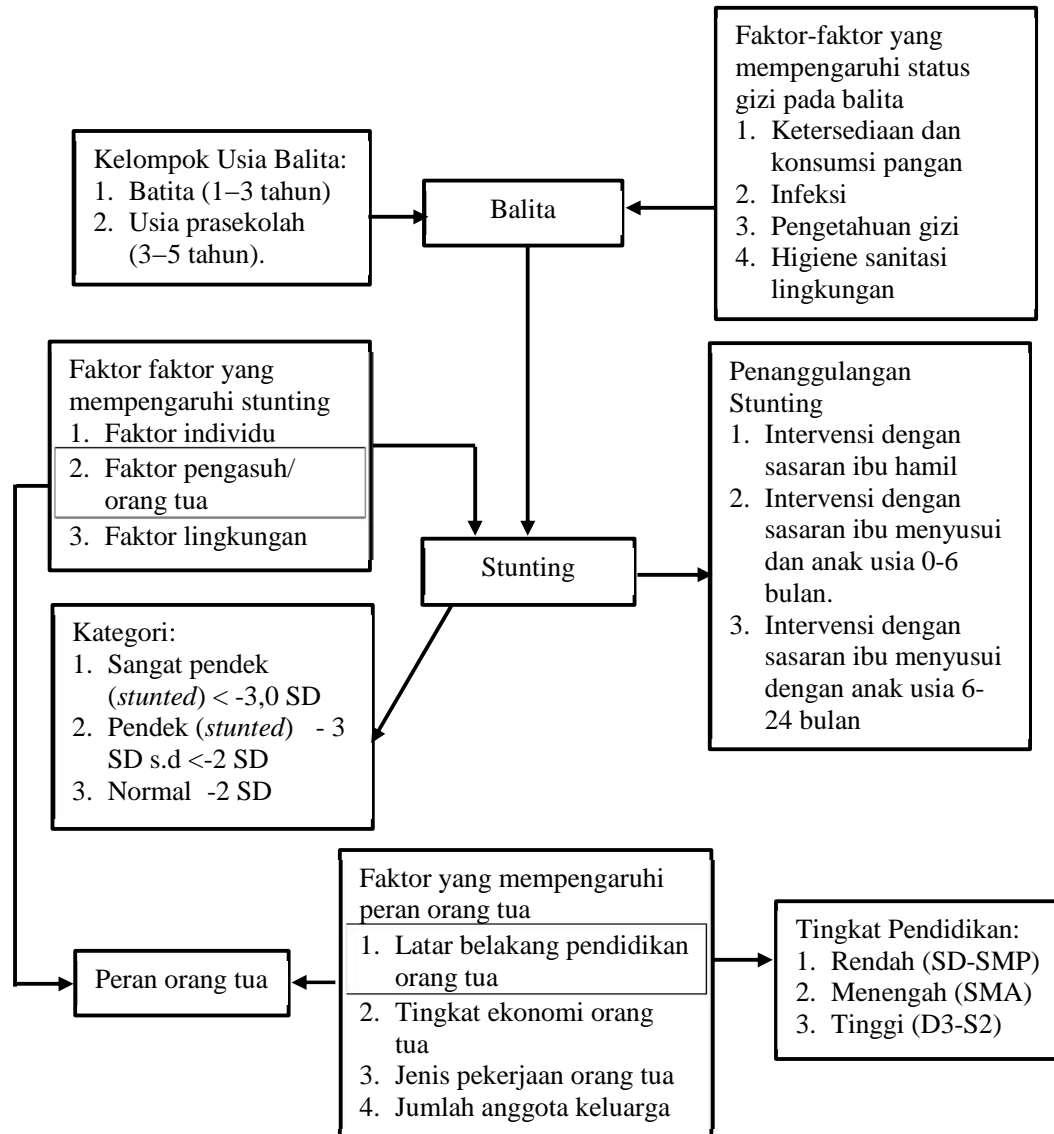 Faktor-faktor yang
mempengaruhi status
gizi pada balita
1. Ketersediaan dan
konsumsi pangan
2. Infeksi
3. Pengetahuan gizi
4. Higiene sanitasi
lingkungan
Kelompok Usia Balita:
1. Batita (1–3 tahun)
2. Usia prasekolah
(3–5 tahun).
Balita
Faktor faktor yang
mempengaruhi stunting
1. Faktor individu
2. Faktor pengasuh/
orang tua
3. Faktor lingkungan
Stunting
Penanggulangan
Stunting
1. Intervensi dengan
sasaran ibu hamil
2. Intervensi dengan
sasaran ibu menyusui
dan anak usia 0-6
bulan.
3. Intervensi dengan
sasaran ibu menyusui
dengan anak usia 6-
24 bulan
Kategori:
1. Sangat pendek
(stunted) < -3,0 SD
2. Pendek (stunted) - 3
SD s.d <-2 SD
3. Normal -2 SD
Peran orang tua
Faktor yang mempengaruhi
peran orang tua
1. Latar belakang pendidikan
orang tua
2. Tingkat ekonomi orang
tua
3. Jenis pekerjaan orang tua
4. Jumlah anggota keluarga
Tingkat Pendidikan:
1. Rendah (SD-SMP)
2. Menengah (SMA)
3. Tinggi (D3-S2)